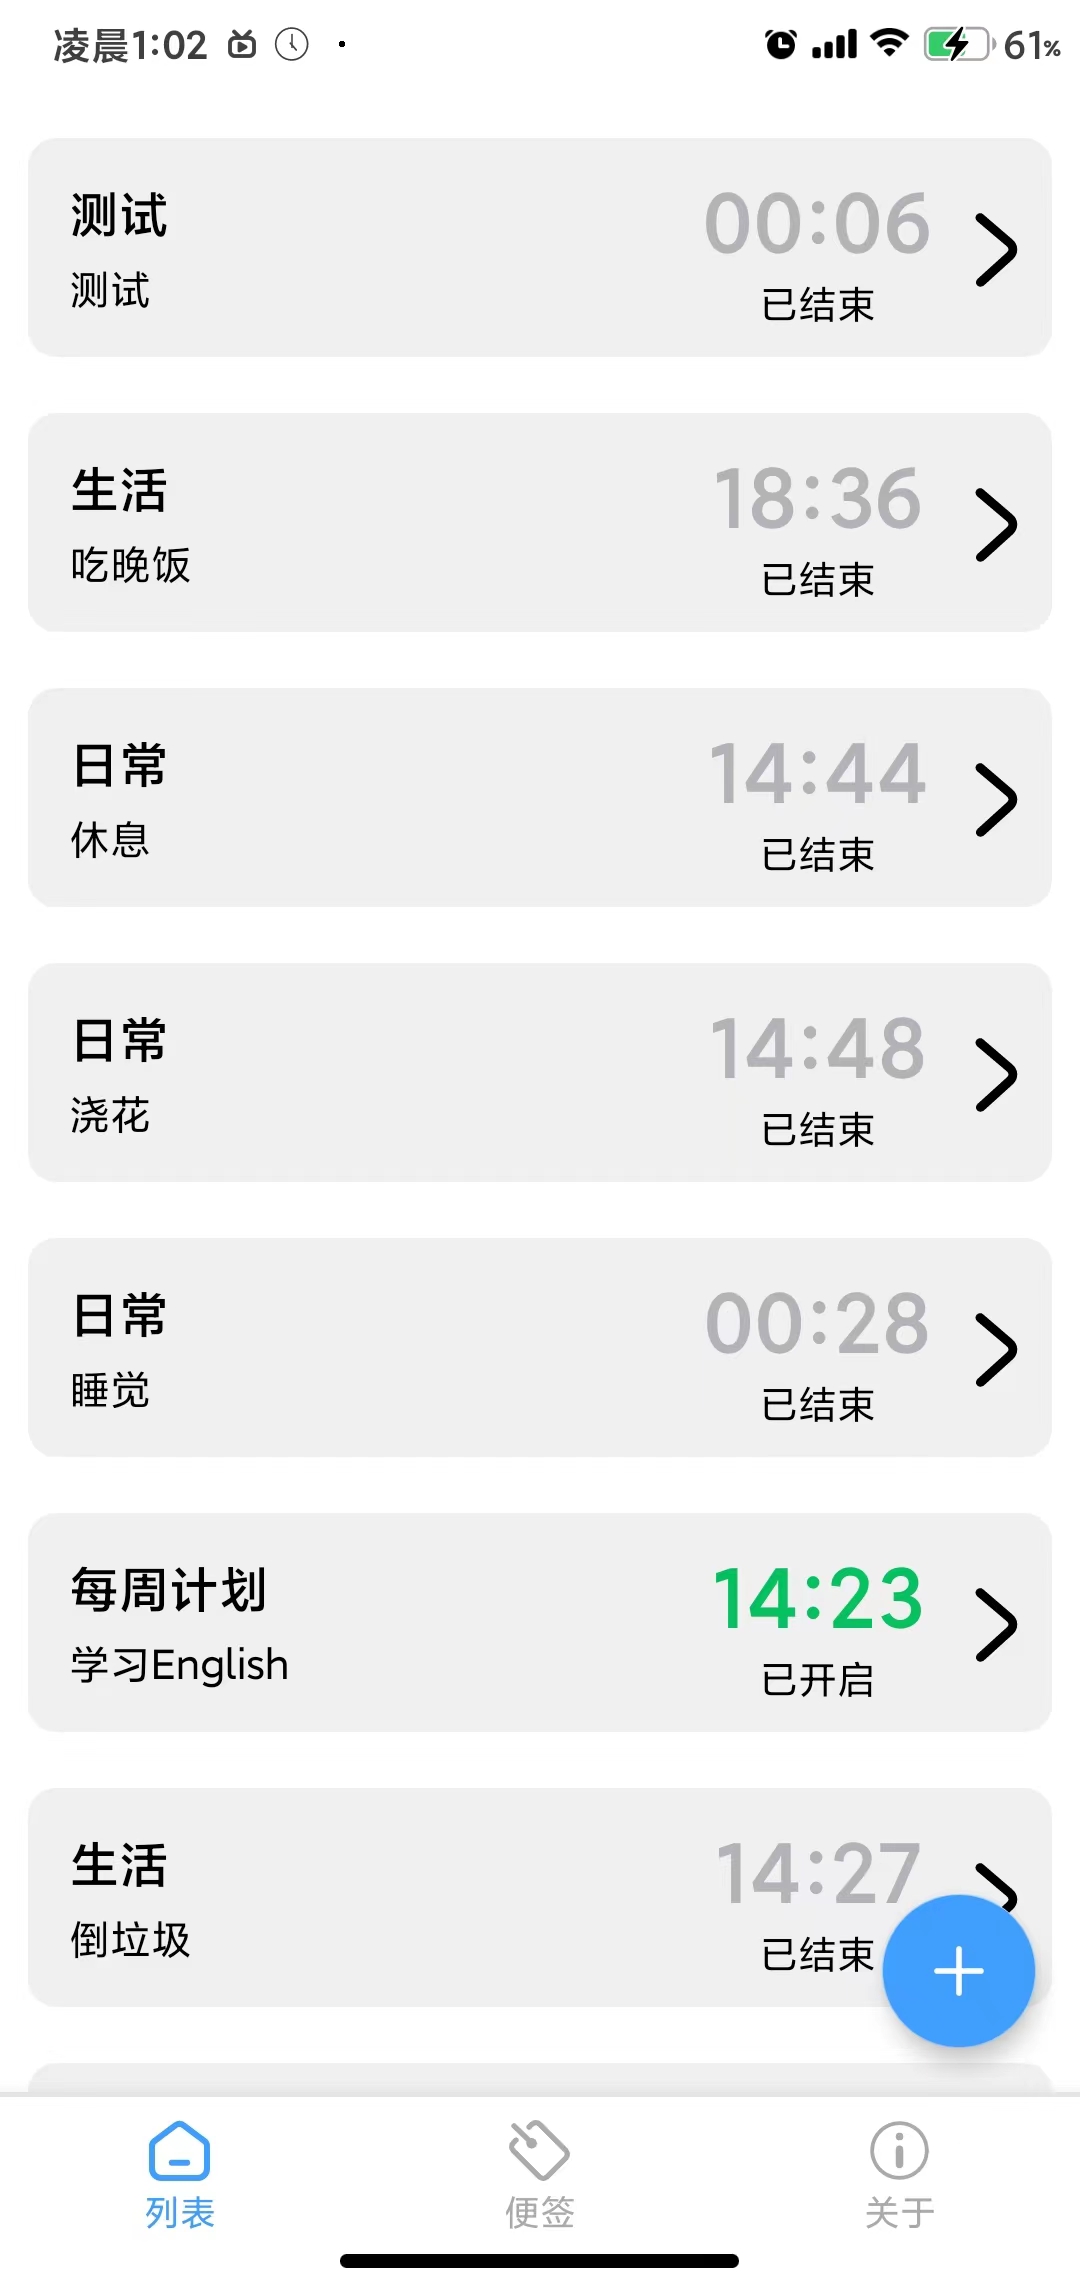 凌晨1:02 61%
测试
00:06
测试
已结束
生活
18:36
吃晚饭
已结束
日常
14:44
休息
已结束
日常
14:48
浇花
已结束
日常
00:28
睡觉
已结束
每周计划
14:23
学习English
已开启
生活
14:27
倒垃圾
已结束
列表 便签 关于